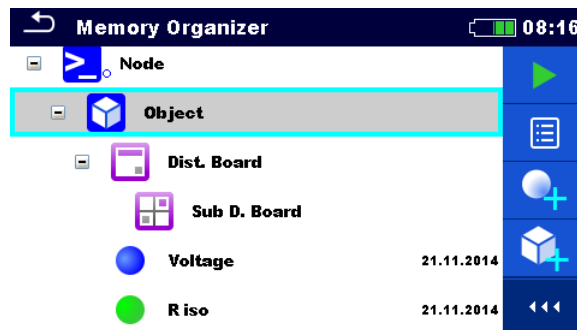 Memory Organizer 08:16
Node
Object
Dist. Board
Sub D. Board
Voltage 21.11.2014
R iso 21.11.2014